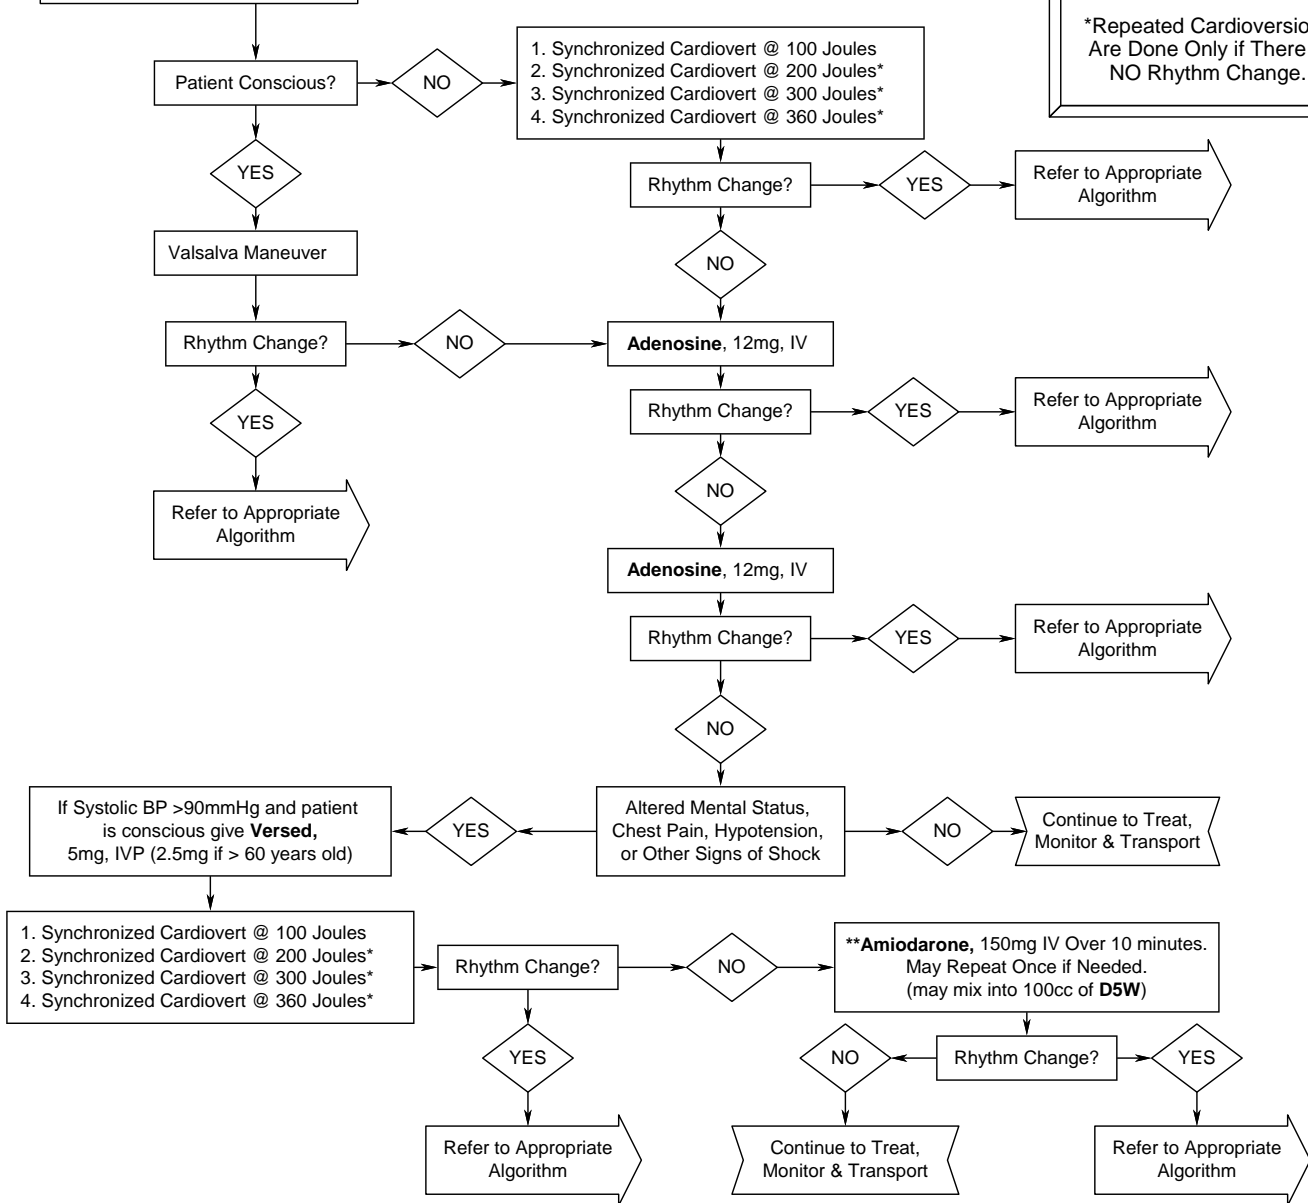 *Repeated Cardioversio
Are Done Only if There
NO Rhythm Change.
Patient Conscious?
NO
1. Synchronized Cardiovert @ 100 Joules
2. Synchronized Cardiovert @ 200 Joules*
3. Synchronized Cardiovert @ 300 Joules*
4. Synchronized Cardiovert @ 360 Joules*
YES
Rhythm Change?
YES
Refer to Appropriate
Algorithm
Valsalva Maneuver
NO
Rhythm Change?
NO
Adenosine, 12mg, IV
YES
Rhythm Change?
YES
Refer to Appropriate
Algorithm
Refer to Appropriate
Algorithm
NO
Adenosine, 12mg, IV
Rhythm Change?
YES
Refer to Appropriate
Algorithm
NO
If Systolic BP >90mmHg and patient
is conscious give Versed,
5mg, IVP (2.5mg if > 60 years old)
YES
Altered Mental Status,
Chest Pain, Hypotension,
or Other Signs of Shock
NO
Continue to Treat,
Monitor & Transport
1. Synchronized Cardiovert @ 100 Joules
2. Synchronized Cardiovert @ 200 Joules*
3. Synchronized Cardiovert @ 300 Joules*
4. Synchronized Cardiovert @ 360 Joules*
Rhythm Change?
NO
**Amiodarone, 150mg IV Over 10 minutes.
May Repeat Once if Needed.
(may mix into 100cc of D5W)
YES
NO
Rhythm Change?
YES
Refer to Appropriate
Algorithm
Continue to Treat,
Monitor & Transport
Refer to Appropriate
Algorithm